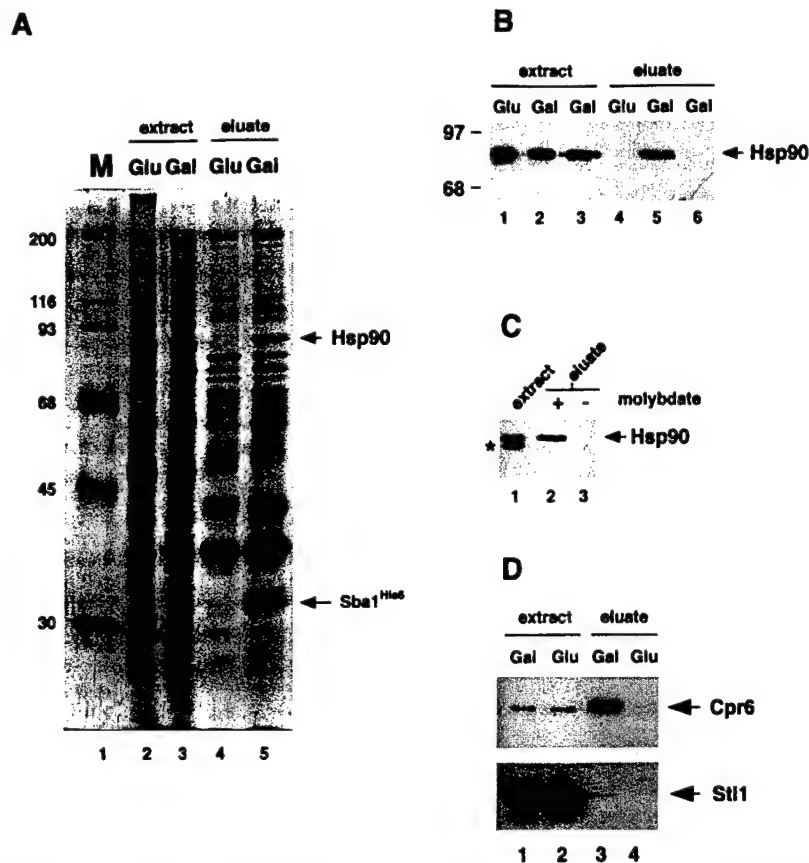 A
extract eluate
M Glu Gal Glu Gal
200
116
93
68
45
30
Hsp90
Sba1His6
1 2 3 4 5
B
extract eluate
Glu Gal Gal Glu Gal Gal
97
68
Hsp90
1 2 3 4 5 6
C
extract eluate
+ - molybdate
* Hsp90
1 2 3
D
extract eluate
Gal Glu Gal Glu
Cpr6
Sti1
1 2 3 4